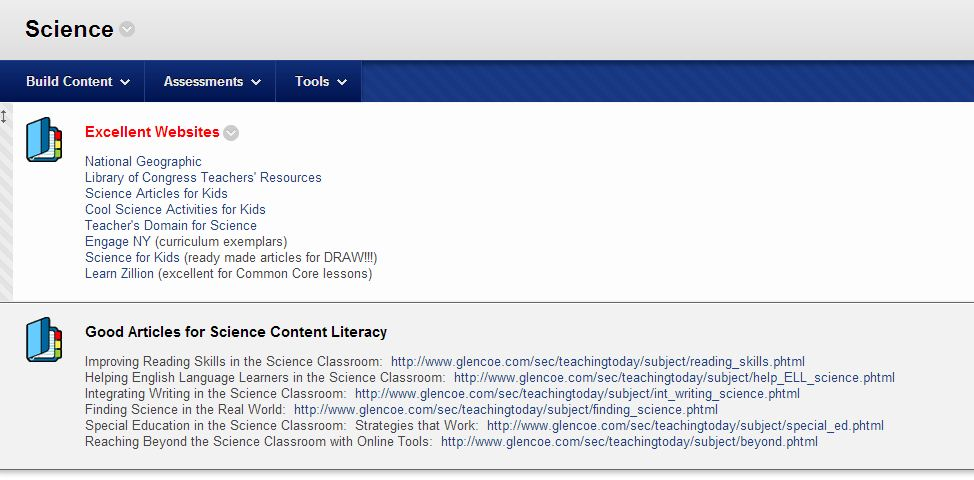 Science
Build Content Assessments Tools
Excellent Websites
National Geographic
Library of Congress Teachers' Resources
Science Articles for Kids
Cool Science Activities for Kids
Teacher's Domain for Science
Engage NY (curriculum exemplars)
Science for Kids (ready made articles for DRAW!!!)
Learn Zillion (excellent for Common Core lessons)
Good Articles for Science Content Literacy
Improving Reading Skills in the Science Classroom: http://www.glencoe.com/sec/teachingtoday/subject/reading_skills.phtml
Helping English Language Learners in the Science Classroom: http://www.glencoe.com/sec/teachingtoday/subject/help_ELL_science.phtml
Integrating Writing in the Science Classroom: http://www.glencoe.com/sec/teachingtoday/subject/int_writing_science.phtml
Finding Science in the Real World: http://www.glencoe.com/sec/teachingtoday/subject/finding_science.phtml
Special Education in the Science Classroom: Strategies that Work: http://www.glencoe.com/sec/teachingtoday/subject/special_ed.phtml
Reaching Beyond the Science Classroom with Online Tools: http://www.glencoe.com/sec/teachingtoday/subject/beyond.phtml